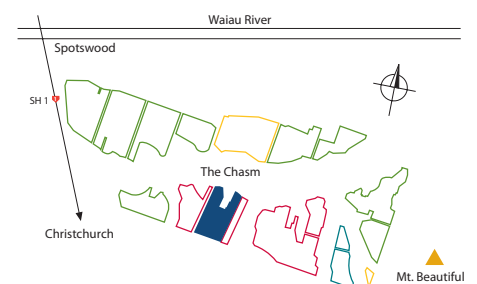 Waiau River
Spotswood
SH 1
The Chasm
Christchurch
Mt. Beautiful